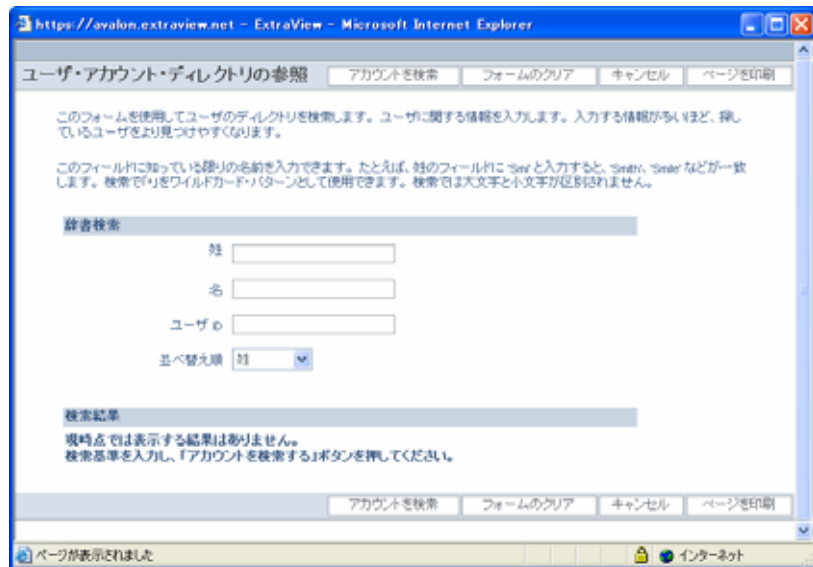 https://avalon.extraview.net - ExtraView - Microsoft Internet Explorer
ユーザ・アカウント・ディレクトリの参照
アカウントを検索
フォームのクリア
キャンセル
ページを印刷
このフォームを使用してユーザのディレクトリを検索します。ユーザに関する情報を入力します。入力する情報が多いほど、探し
ているユーザをより見つけやすくなります。
このフィールドに知っている限りの名前を入力できます。たとえば、姓のフィールドに と入力すると、 などが一致
します。検索で をワイルドカード・パターンとして使用できます。検索では大文字と小文字が区別されません。
辞書検索
姓
名
ユーザ ID
並べ替え順 姓
検索結果
現時点では表示する結果はありません。
検索基準を入力し、「アカウントを検索する」ボタンを押してください。
アカウントを検索
フォームのクリア
キャンセル
ページを印刷
ページが表示されました
インターネット